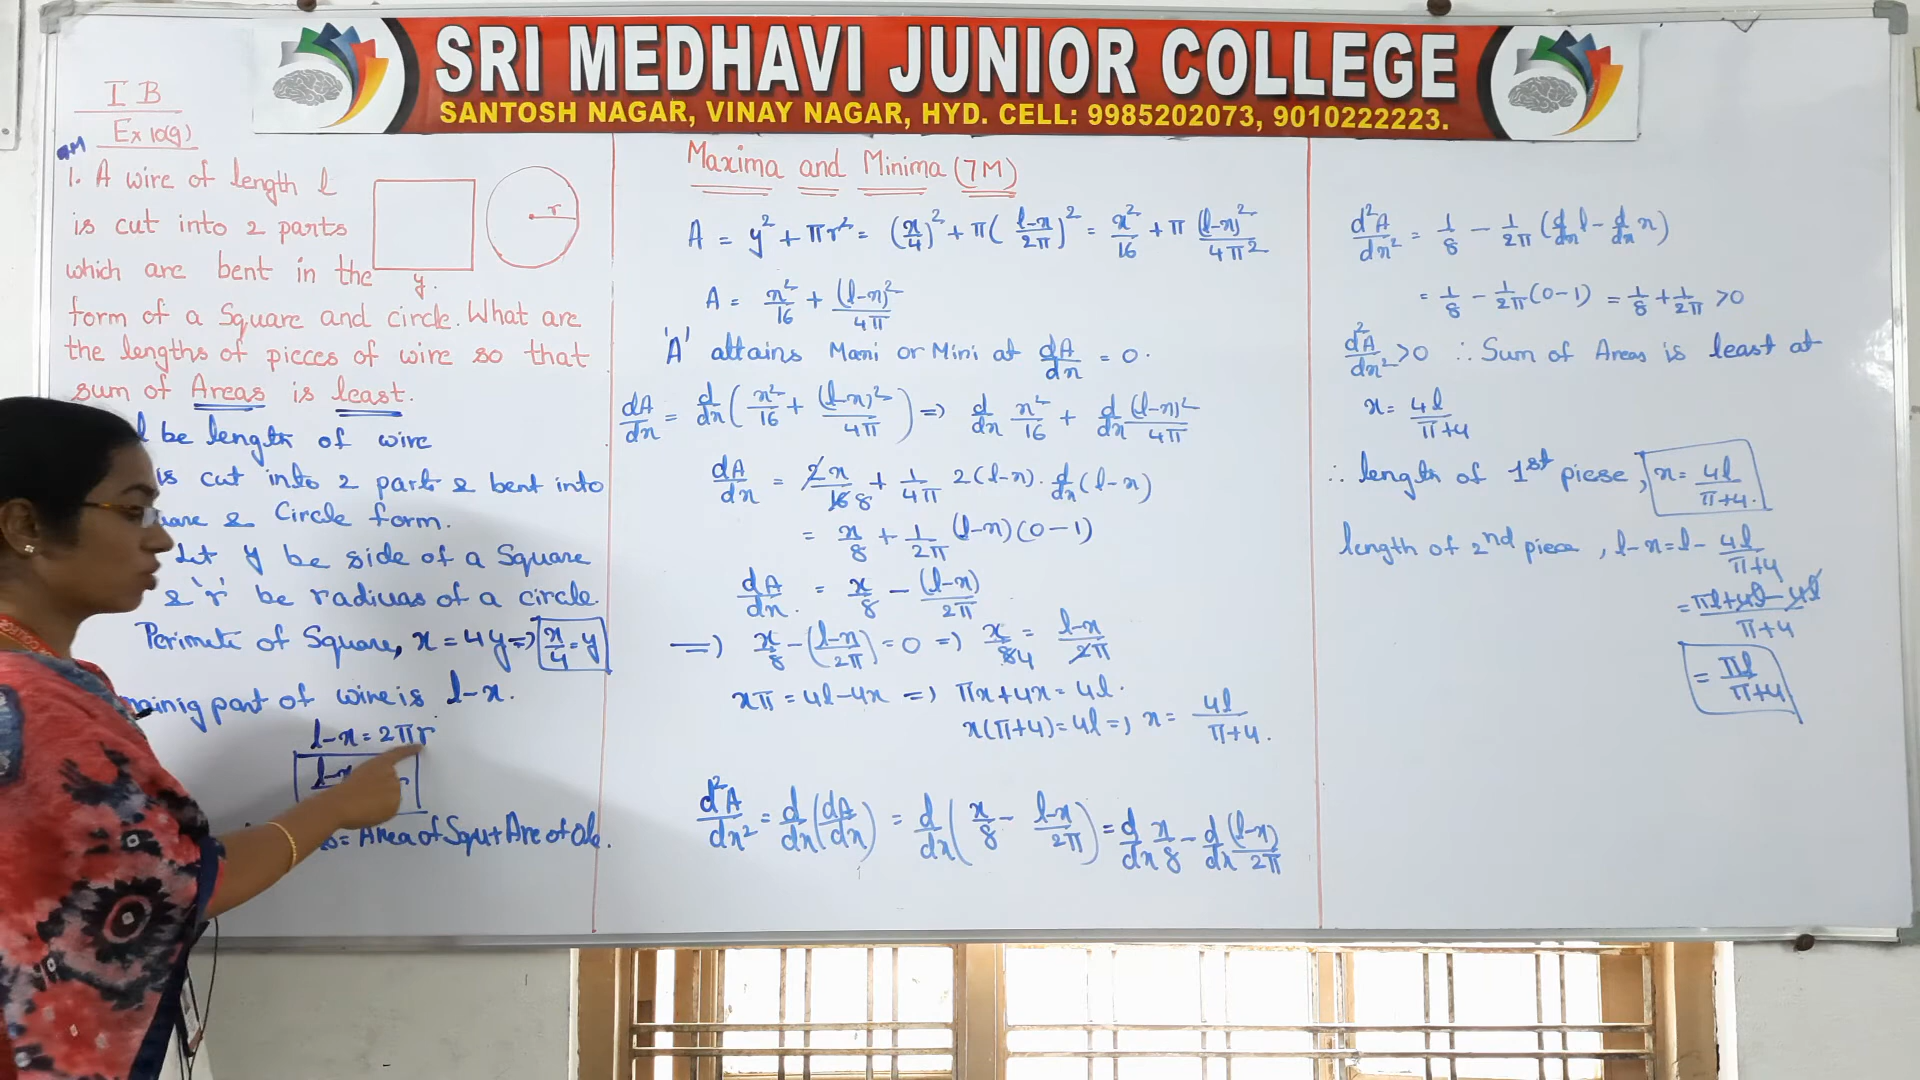 SRI MEDHAVI JUNIOR COLLEGE
SANTOSH NAGAR, VINAY NAGAR, HYD. CELL: 9985202073, 9010222223.
I B
Ex 10(g)
1. A wire of length l
is cut into 2 parts
which are bent in the
form of a Square and circle. What are
the lengths of pieces of wire so that
sum of Areas is least.
r
y.
l be length of wire
is cut into 2 parts & bent into
Circle form.
Let y be side of a Square
& 'r' be radius of a circle.
Perimeter of Square, x = 4y ⇒ x/4 = y
part of wire is l-x.
l-x = 2πr
= Area of Squ + Are of
Maxima and Minima (7M)
A = y² + πr² = (x/4)² + π((l-x)/2π)² = x²/16 + π (l-x)²/4π²
A = x²/16 + (l-x)²/4π
'A' attains Maxi or Mini at dA/dx = 0.
dA/dx = d/dx (x²/16 + (l-x)²/4π) ⇒ d/dx x²/16 + d/dx (l-x)²/4π
dA/dx = 2x/16 8 + 1/4π 2(l-x). d/dx (l-x)
= x/8 + 1/2π (l-x)(0-1)
dA/dx. = x/8 - (l-x)/2π
⇒ x/8 - (l-x)/2π = 0 ⇒ x/8 4 = l-x/2π
xπ = 4l-4x ⇒ πx+4x = 4l.
x(π+4) = 4l ⇒ x = 4l/π+4.
d²A/dx² = d/dx (dA/dx) = d/dx (x/8 - l-x/2π) = d/dx x/8 - d/dx (l-x)/2π
d²A/dx² = 1/8 - 1/2π (d/dx l - d/dx x)
= 1/8 - 1/2π (0-1) = 1/8 + 1/2π >0
d²A/dx² >0 ∴ Sum of Areas is least at
x = 4l/π+4
∴ length of 1st piese, x = 4l/π+4.
length of 2nd piece, l-x = l - 4l/π+4
= πl+4l-4l/π+4
= πl/π+4